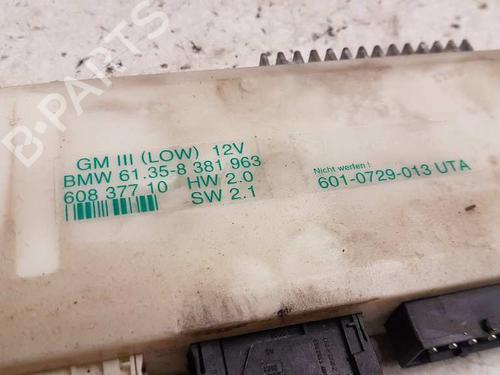 GM III (LOW) 12V
BMW 61.35-8 381 963
608 377 10 HW 2.0
SW 2.1
Nicht werfen !
601-0729-013 UTA
B-PARTS